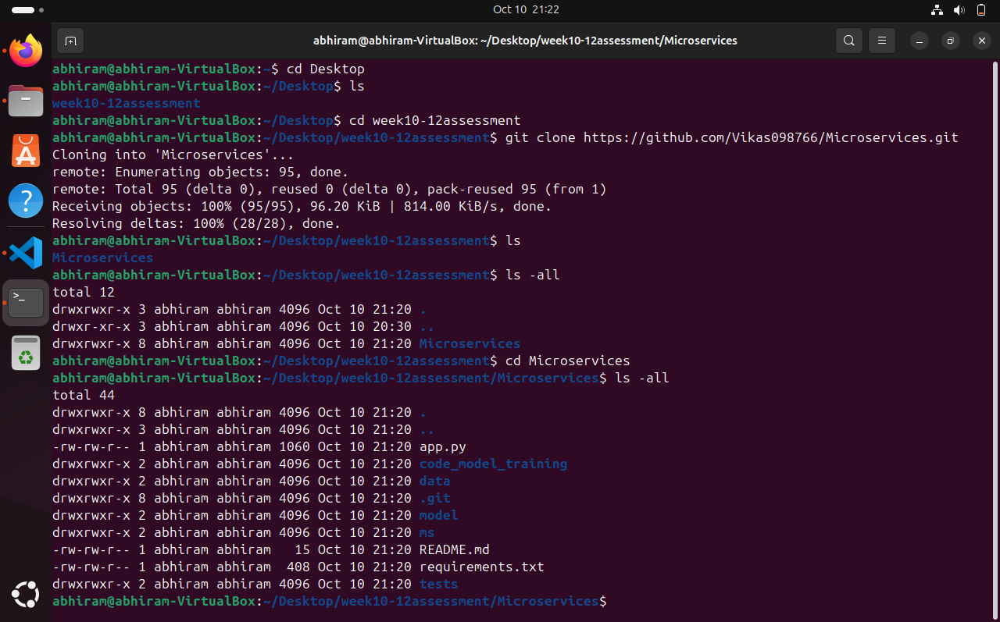 Oct 10 21:22
abhiram@abhiram-VirtualBox: ~/Desktop/week10-12assessment/Microservices
abhiram@abhiram-VirtualBox:~$ cd Desktop
abhiram@abhiram-VirtualBox:~/Desktop$ ls
week10-12assessment
abhiram@abhiram-VirtualBox:~/Desktop$ cd week10-12assessment
abhiram@abhiram-VirtualBox:~/Desktop/week10-12assessment$ git clone https://github.com/Vikas098766/Microservices.git
Cloning into 'Microservices'...
remote: Enumerating objects: 95, done.
remote: Total 95 (delta 0), reused 0 (delta 0), pack-reused 95 (from 1)
Receiving objects: 100% (95/95), 96.20 KiB | 814.00 KiB/s, done.
Resolving deltas: 100% (28/28), done.
abhiram@abhiram-VirtualBox:~/Desktop/week10-12assessment$ ls
Microservices
abhiram@abhiram-VirtualBox:~/Desktop/week10-12assessment$ ls -all
total 12
drwxrwxr-x 3 abhiram abhiram 4096 Oct 10 21:20 .
drwxr-xr-x 3 abhiram abhiram 4096 Oct 10 20:30 ..
drwxrwxr-x 8 abhiram abhiram 4096 Oct 10 21:20 Microservices
abhiram@abhiram-VirtualBox:~/Desktop/week10-12assessment$ cd Microservices
abhiram@abhiram-VirtualBox:~/Desktop/week10-12assessment/Microservices$ ls -all
total 44
drwxrwxr-x 8 abhiram abhiram 4096 Oct 10 21:20 .
drwxrwxr-x 3 abhiram abhiram 4096 Oct 10 21:20 ..
-rw-rw-r-- 1 abhiram abhiram 1060 Oct 10 21:20 app.py
drwxrwxr-x 2 abhiram abhiram 4096 Oct 10 21:20 code_model_training
drwxrwxr-x 2 abhiram abhiram 4096 Oct 10 21:20 data
drwxrwxr-x 8 abhiram abhiram 4096 Oct 10 21:20 .git
drwxrwxr-x 2 abhiram abhiram 4096 Oct 10 21:20 model
drwxrwxr-x 2 abhiram abhiram 4096 Oct 10 21:20 ms
-rw-rw-r-- 1 abhiram abhiram   15 Oct 10 21:20 README.md
-rw-rw-r-- 1 abhiram abhiram  408 Oct 10 21:20 requirements.txt
drwxrwxr-x 2 abhiram abhiram 4096 Oct 10 21:20 tests
abhiram@abhiram-VirtualBox:~/Desktop/week10-12assessment/Microservices$